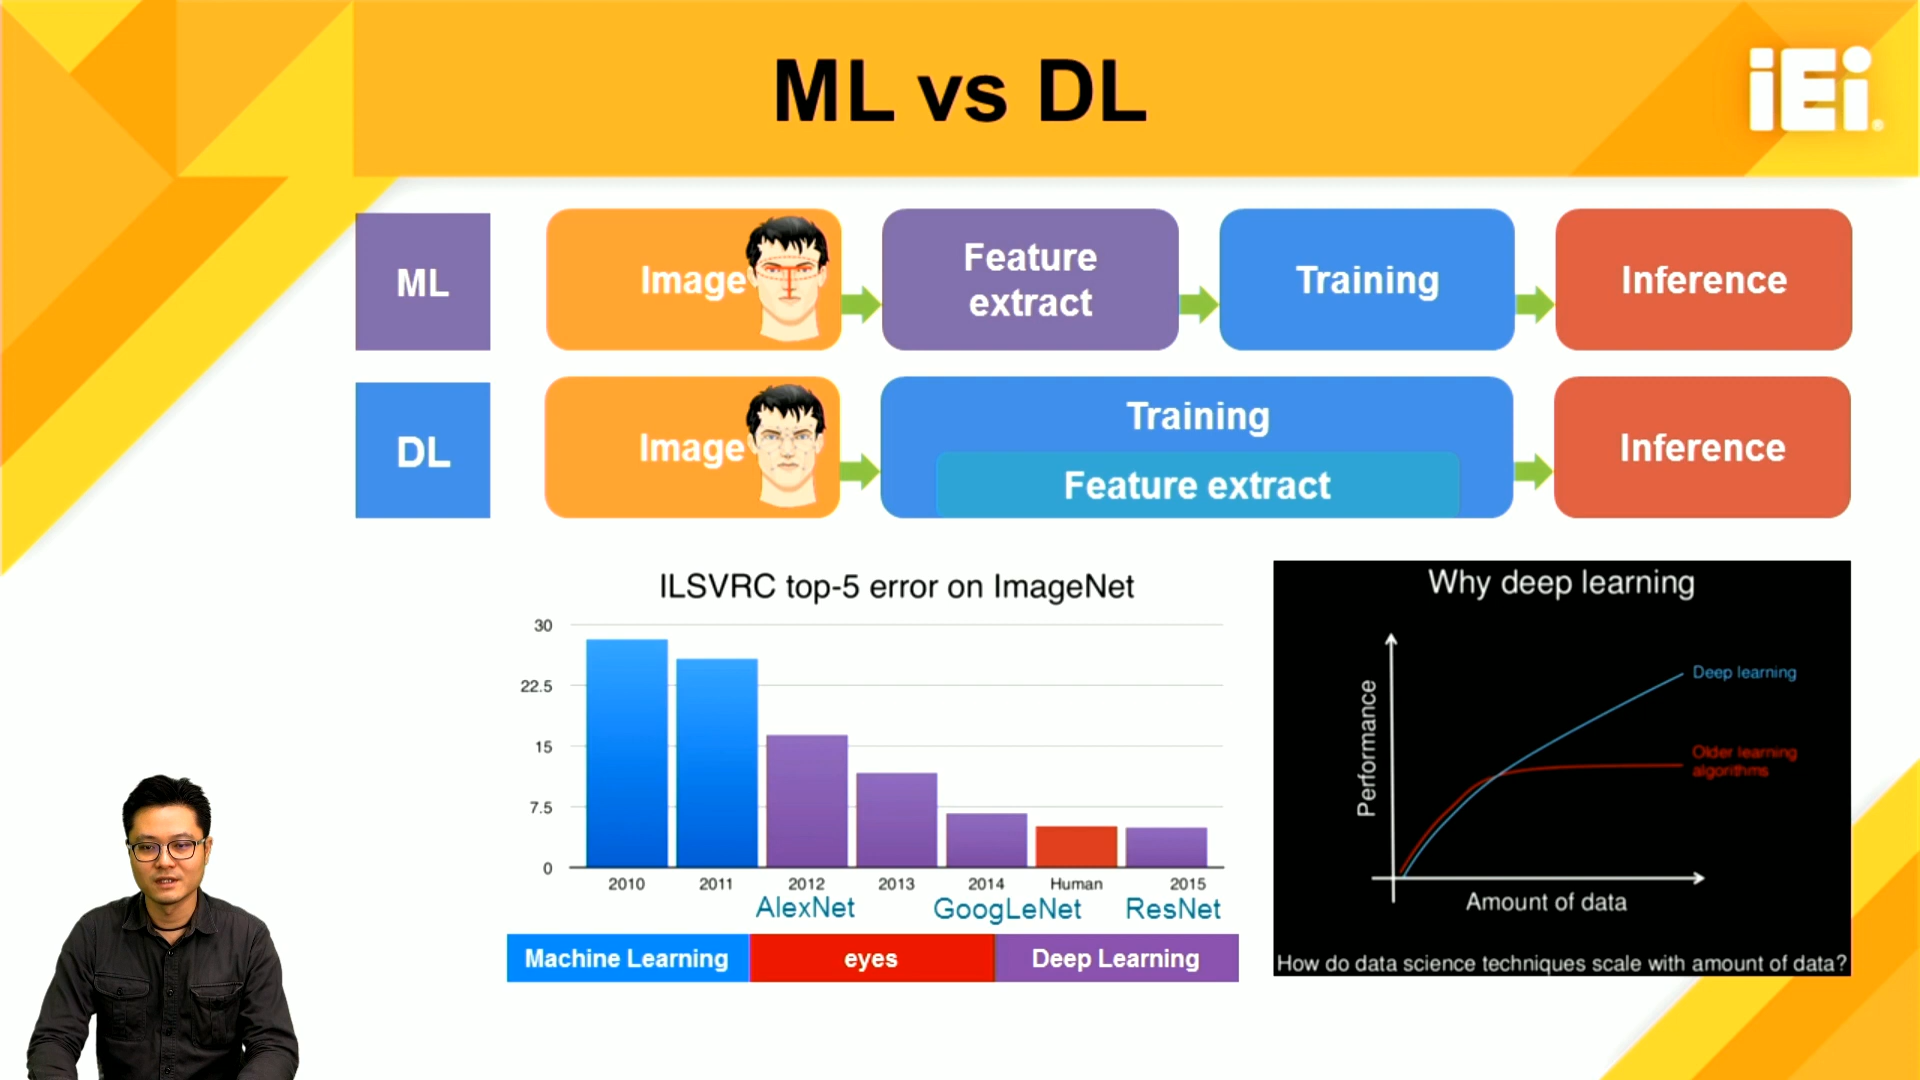 ML vs DL
iEi
ML
Image
Feature
extract
Training
Inference
DL
Image
Training
Feature extract
Inference
ILSVRC top-5 error on ImageNet
30
22.5
15
7.5
0
2010
2011
2012
2013
2014
Human
2015
AlexNet
GoogLeNet
ResNet
Machine Learning
eyes
Deep Learning
Why deep learning
Performance
Deep learning
Older learning
algorithms
Amount of data
How do data science techniques scale with amount of data?